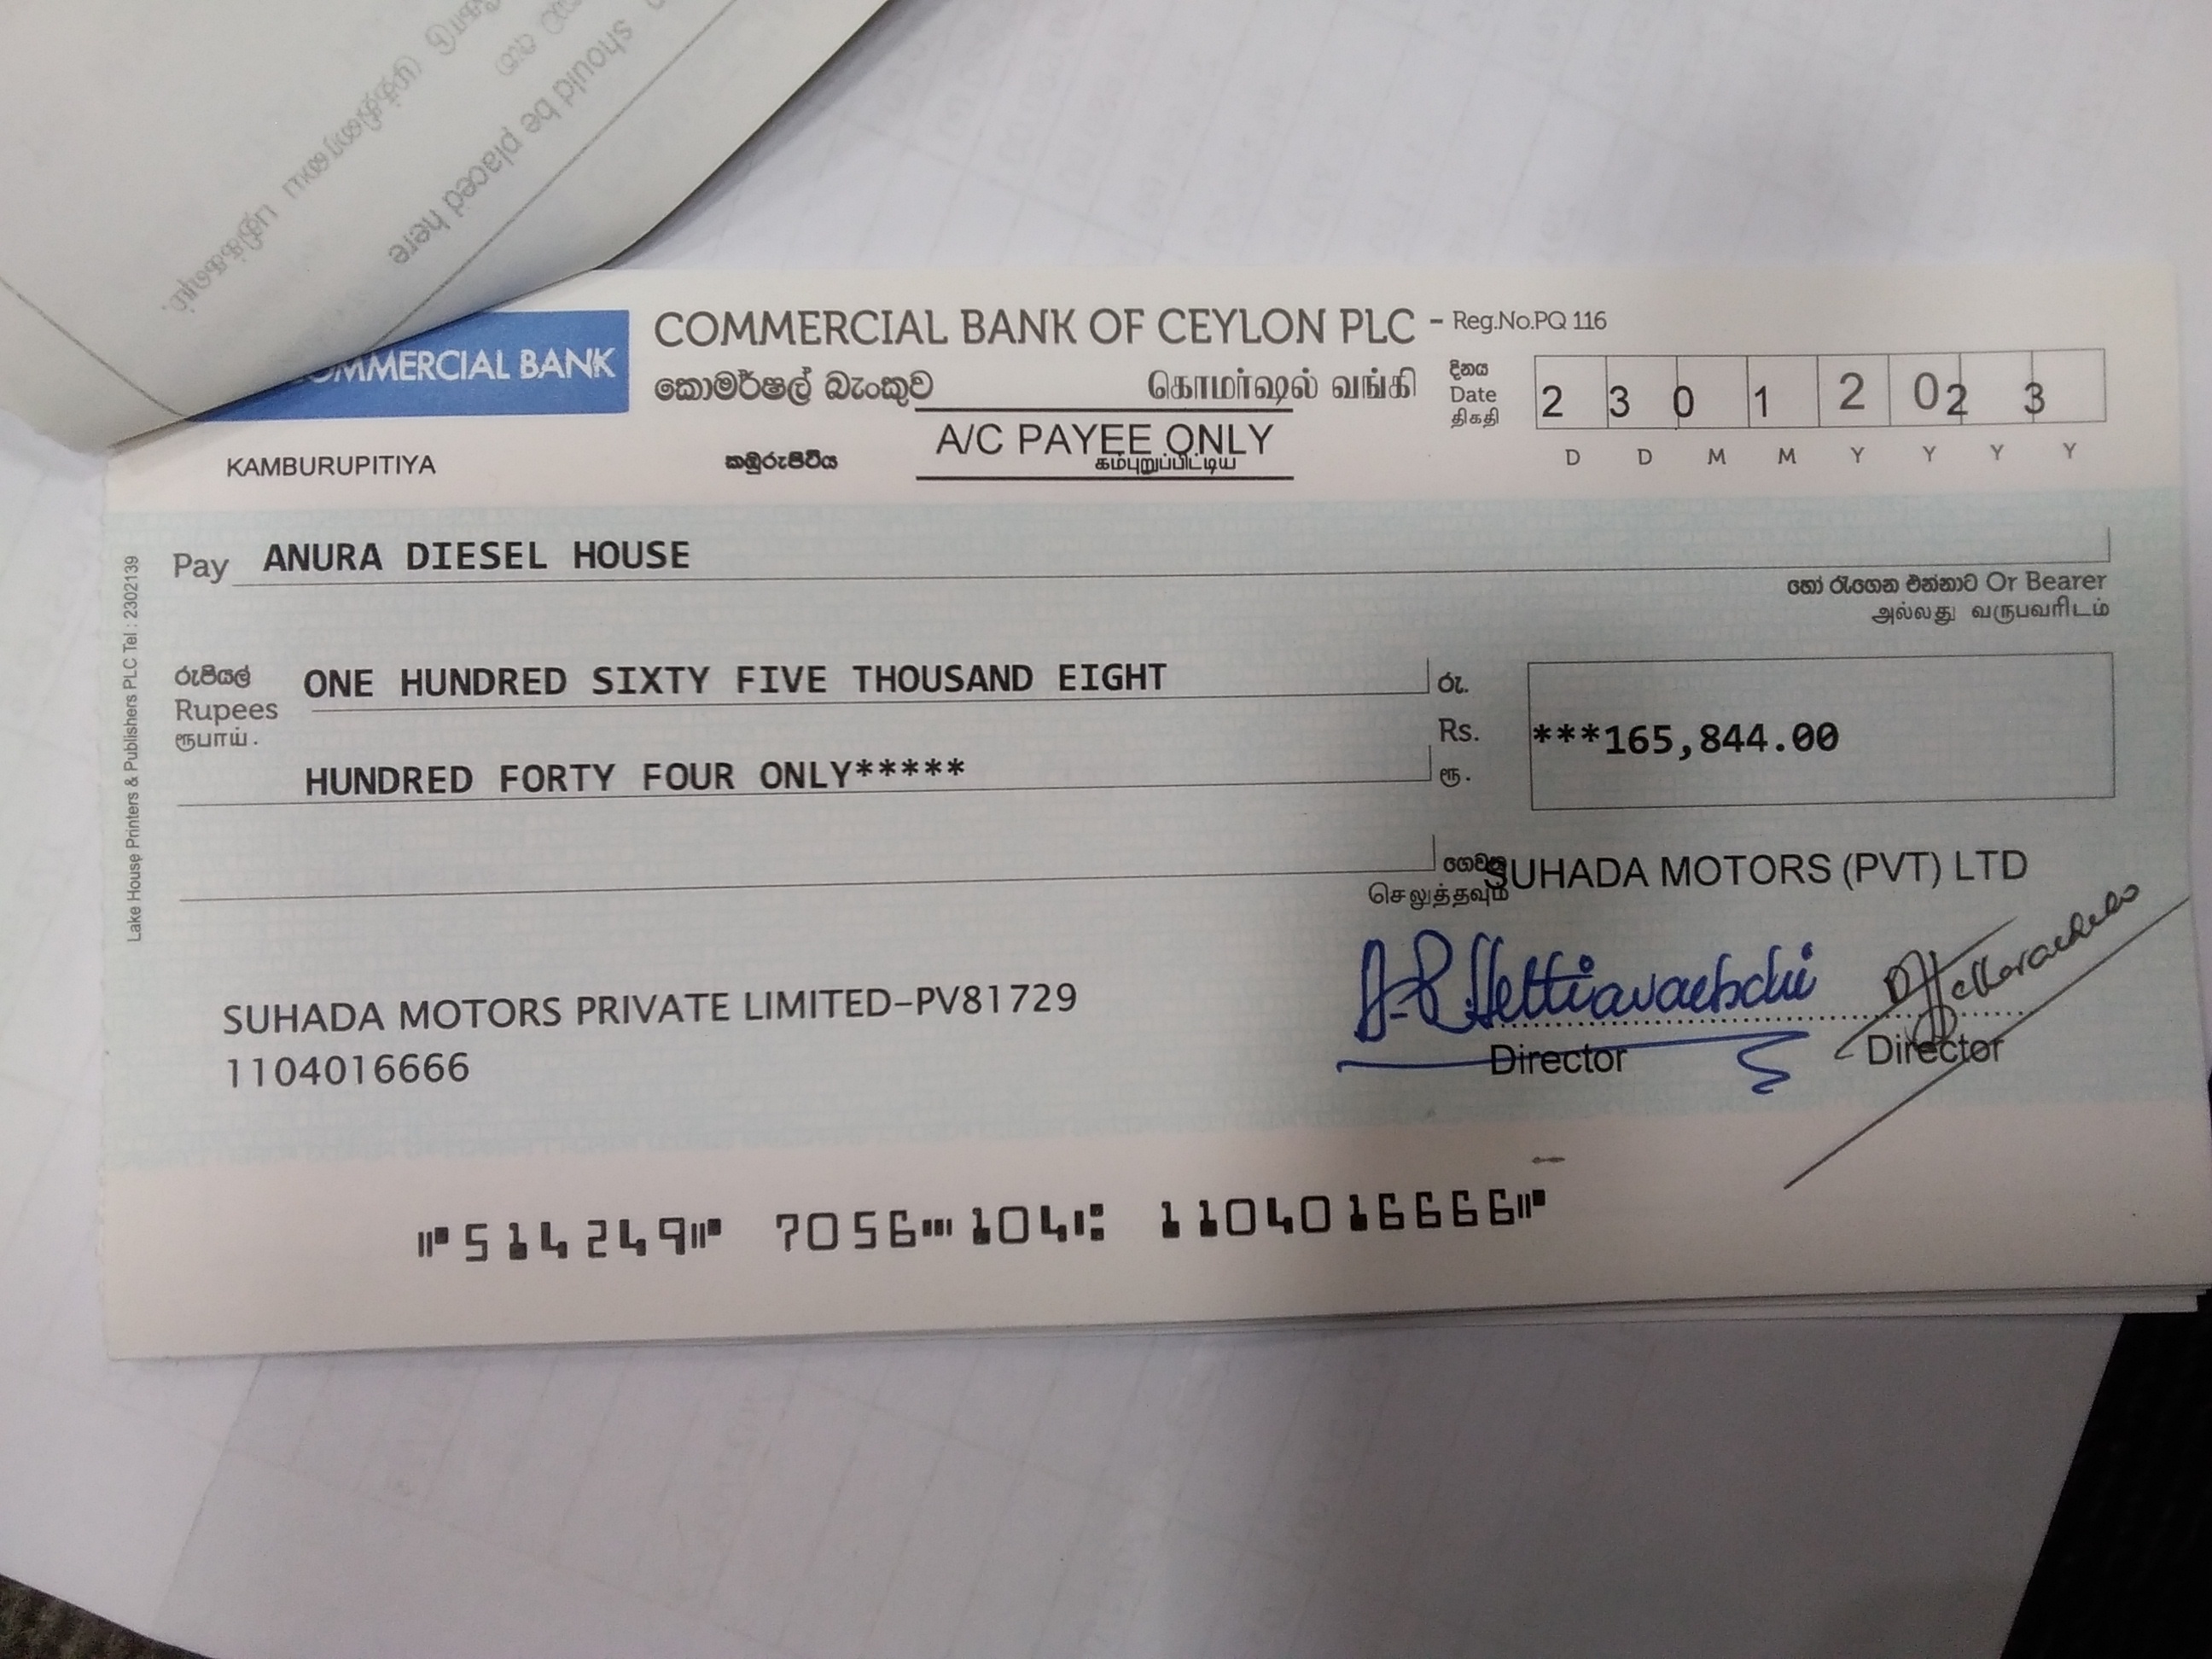 should be placed here
COMMERCIAL BANK
COMMERCIAL BANK OF CEYLON PLC - Reg.No.PQ 116
කොමර්ෂල් බැංකුව கொமர்ஷல் வங்கி
දිනය
Date
திகதி
2 3 0 1 2 0 2 3
D D M M Y Y Y Y
A/C PAYEE ONLY
KAMBURUPITIYA කඹුරුපිටිය கம்புறுப்பிட்டிய
Pay ANURA DIESEL HOUSE
හෝ රැගෙන එන්නාට Or Bearer
அல்லது வருபவரிடம்
රුපියල්
Rupees
ரூபாய்.
ONE HUNDRED SIXTY FIVE THOUSAND EIGHT
HUNDRED FORTY FOUR ONLY*****
රු.
Rs.
ரூ.
***165,844.00
ගෙවනු
செலுத்தவும்
SUHADA MOTORS (PVT) LTD
Director Director
SUHADA MOTORS PRIVATE LIMITED-PV81729
1104016666
Lake House Printers & Publishers PLC Tel : 2302139
⑈514249⑈ 7056⑉104⑆ 1104016666⑈